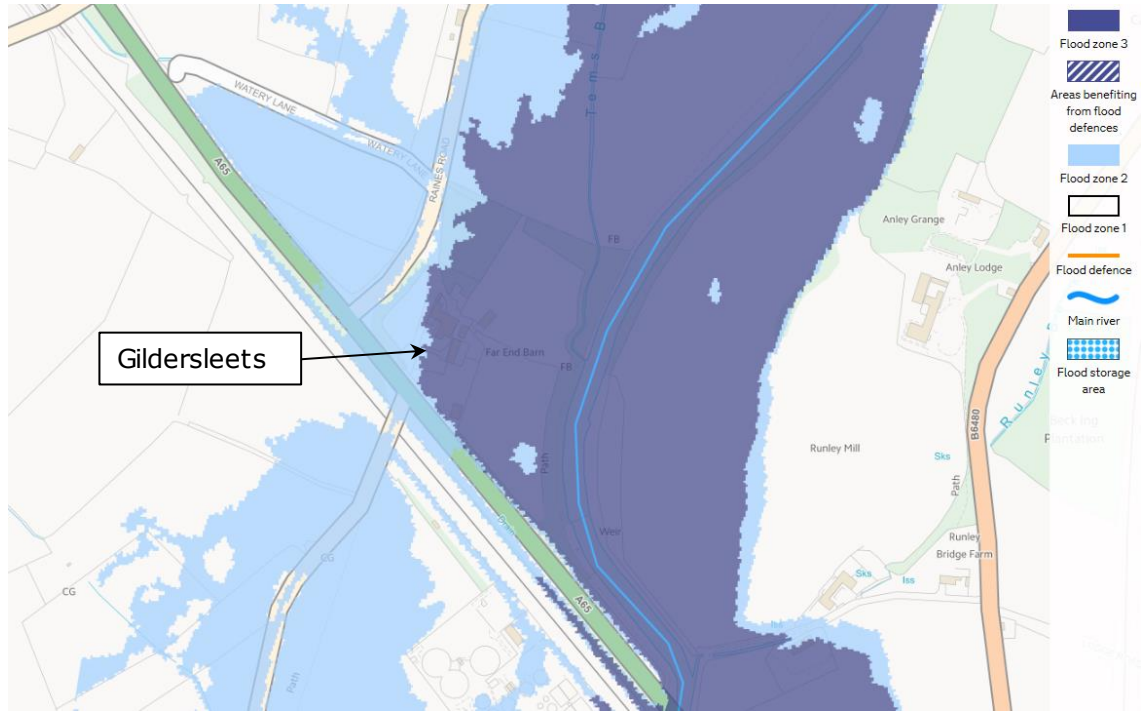 Tems B
WATERY LANE
WATERY LANE
RAINES ROAD
A65
FB
Anley Grange
Anley Lodge
Gildersleets
Far End Barn
FB
B6480
Runley B
Runley Mill
Sks
Path
Path
Weir
Runley
Bridge Farm
Sks
Iss
CG
CG
A65
Path
Flood zone 3
Areas benefiting
from flood
defences
Flood zone 2
Flood zone 1
Flood defence
Main river
Flood storage
area